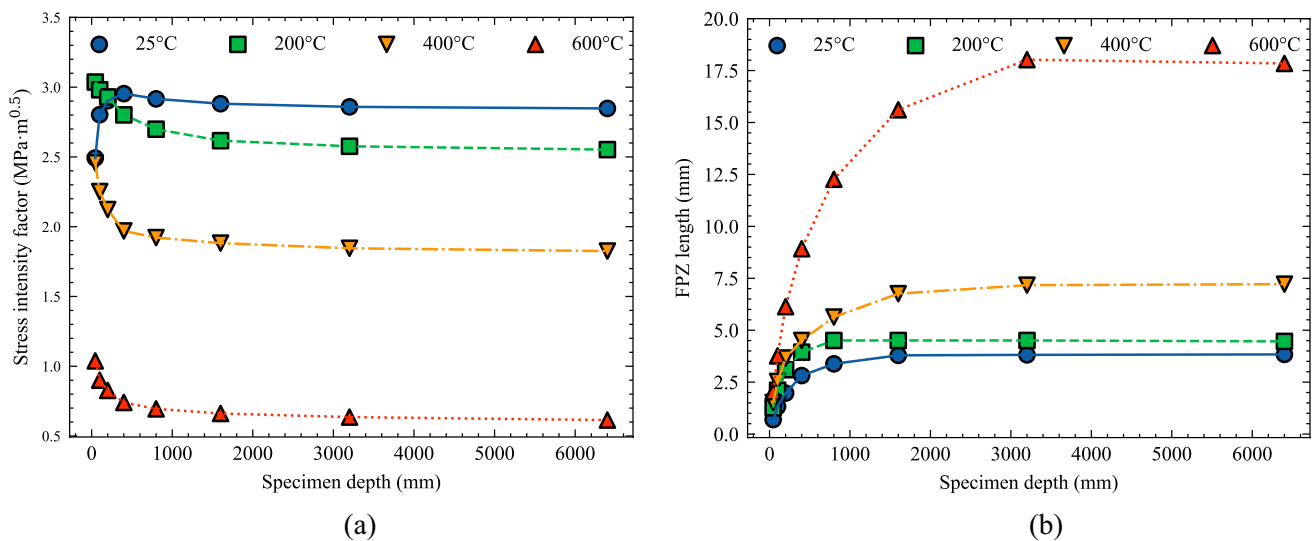 3.5
3.0
2.5
2.0
1.5
1.0
0.5
Stress intensity factor (MPa·m^0.5)
25°C 200°C 400°C 600°C
0 1000 2000 3000 4000 5000 6000
Specimen depth (mm)
(a)
20.0
17.5
15.0
12.5
10.0
7.5
5.0
2.5
0.0
FPZ length (mm)
25°C 200°C 400°C 600°C
0 1000 2000 3000 4000 5000 6000
Specimen depth (mm)
(b)